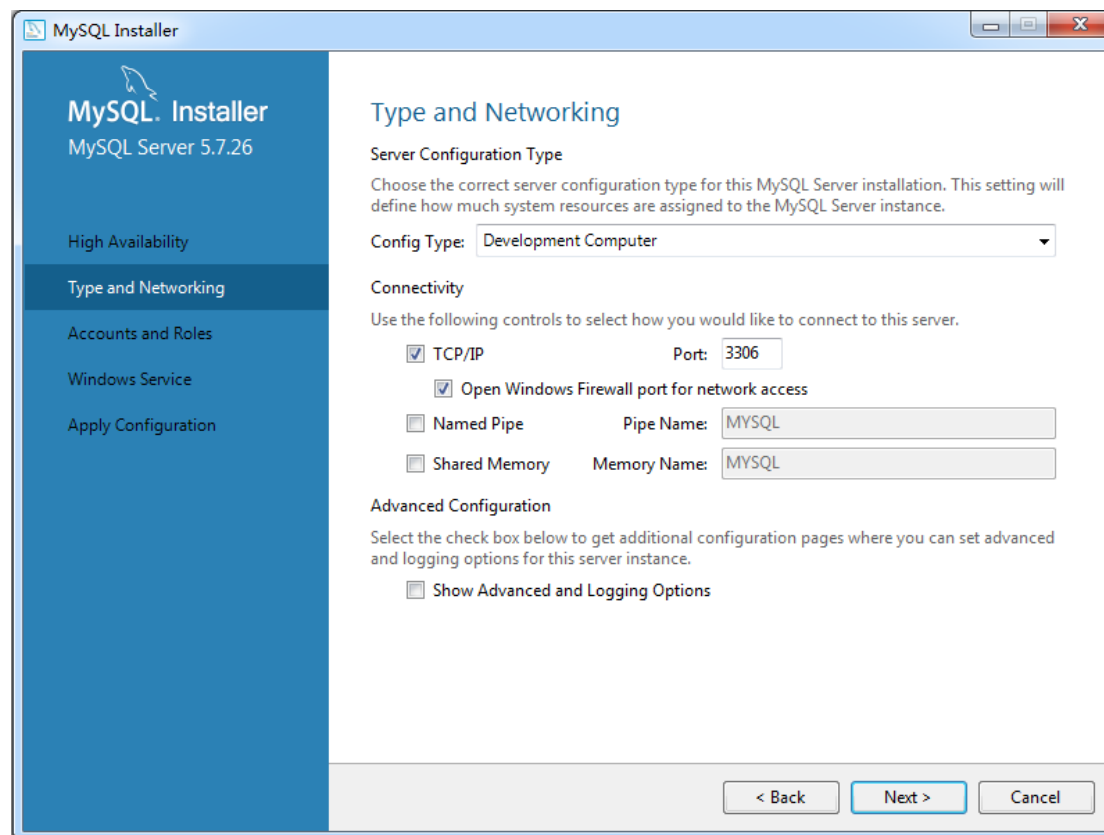 MySQL Installer
MySQL. Installer
MySQL Server 5.7.26
High Availability
Type and Networking
Accounts and Roles
Windows Service
Apply Configuration
Type and Networking
Server Configuration Type
Choose the correct server configuration type for this MySQL Server installation. This setting will
define how much system resources are assigned to the MySQL Server instance.
Config Type: Development Computer
Connectivity
Use the following controls to select how you would like to connect to this server.
TCP/IP Port: 3306
Open Windows Firewall port for network access
Named Pipe Pipe Name: MYSQL
Shared Memory Memory Name: MYSQL
Advanced Configuration
Select the check box below to get additional configuration pages where you can set advanced
and logging options for this server instance.
Show Advanced and Logging Options
< Back Next > Cancel